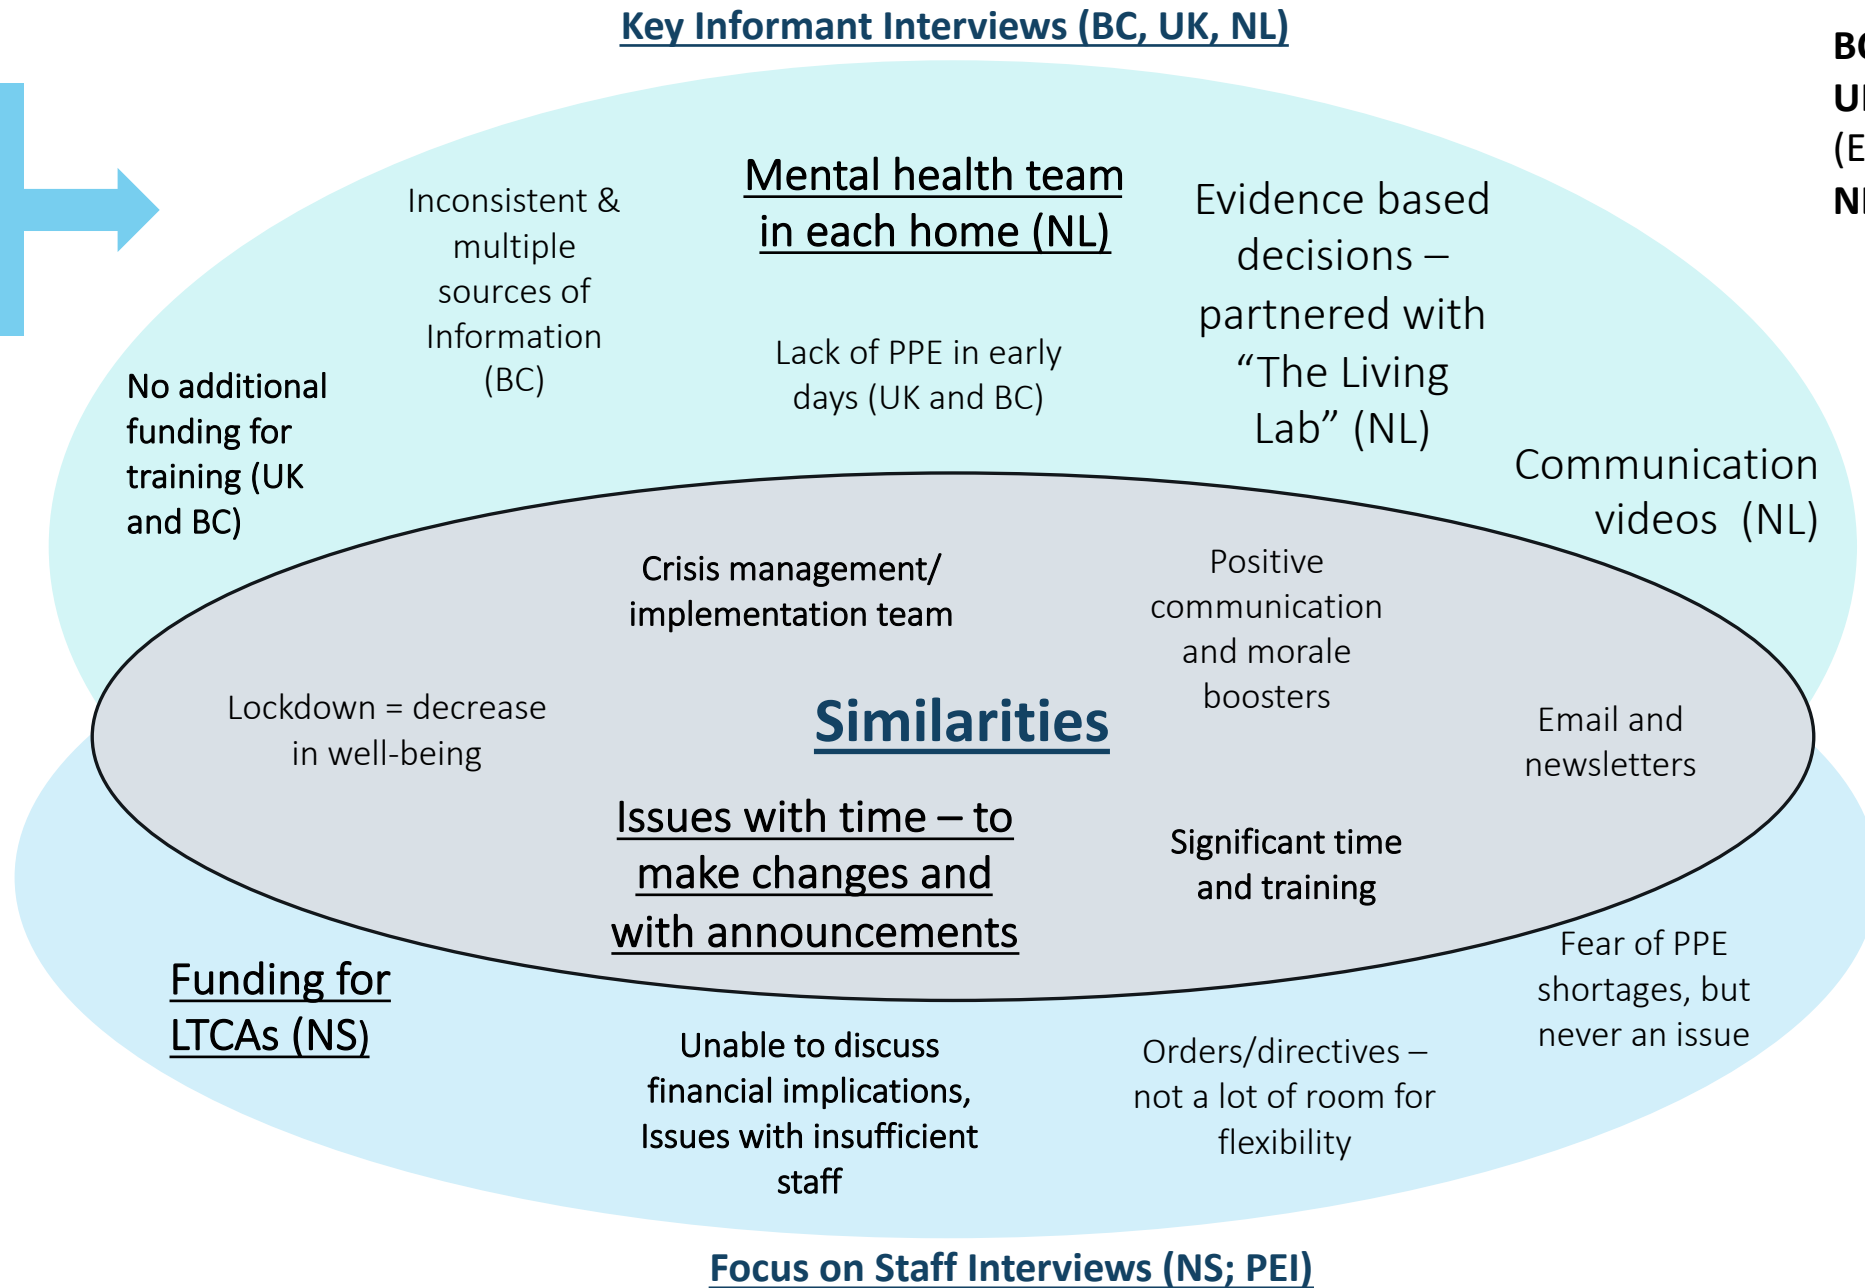 Key Informant Interviews (BC, UK, NL)
Inconsistent &
multiple
sources of
Information
(BC)
Mental health team
in each home (NL)
Evidence based
decisions –
partnered with
“The Living
Lab” (NL)
Lack of PPE in early
days (UK and BC)
No additional
funding for
training (UK
and BC)
Communication
videos (NL)
Crisis management/
implementation team
Positive
communication
and morale
boosters
Lockdown = decrease
in well-being
Similarities
Email and
newsletters
Issues with time – to
make changes and
with announcements
Significant time
and training
Funding for
LTCAs (NS)
Unable to discuss
financial implications,
Issues with insufficient
staff
Orders/directives –
not a lot of room for
flexibility
Fear of PPE
shortages, but
never an issue
Focus on Staff Interviews (NS; PEI)